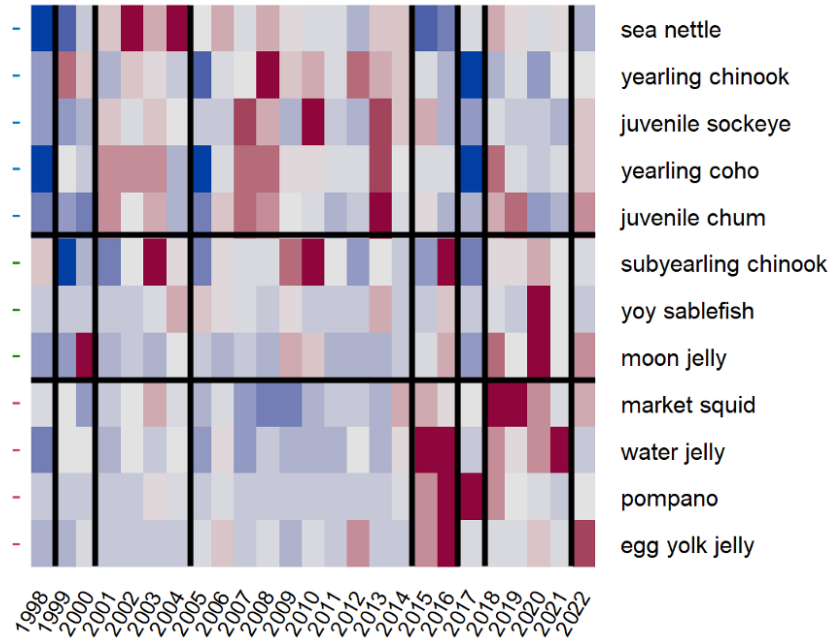 sea nettle
yearling chinook
juvenile sockeye
yearling coho
juvenile chum
subyearling chinook
yoy sablefish
moon jelly
market squid
water jelly
pompano
egg yolk jelly
1998 1999 2000 2001 2002 2003 2004 2005 2006 2007 2008 2009 2010 2011 2012 2013 2014 2015 2016 2017 2018 2019 2020 2021 2022